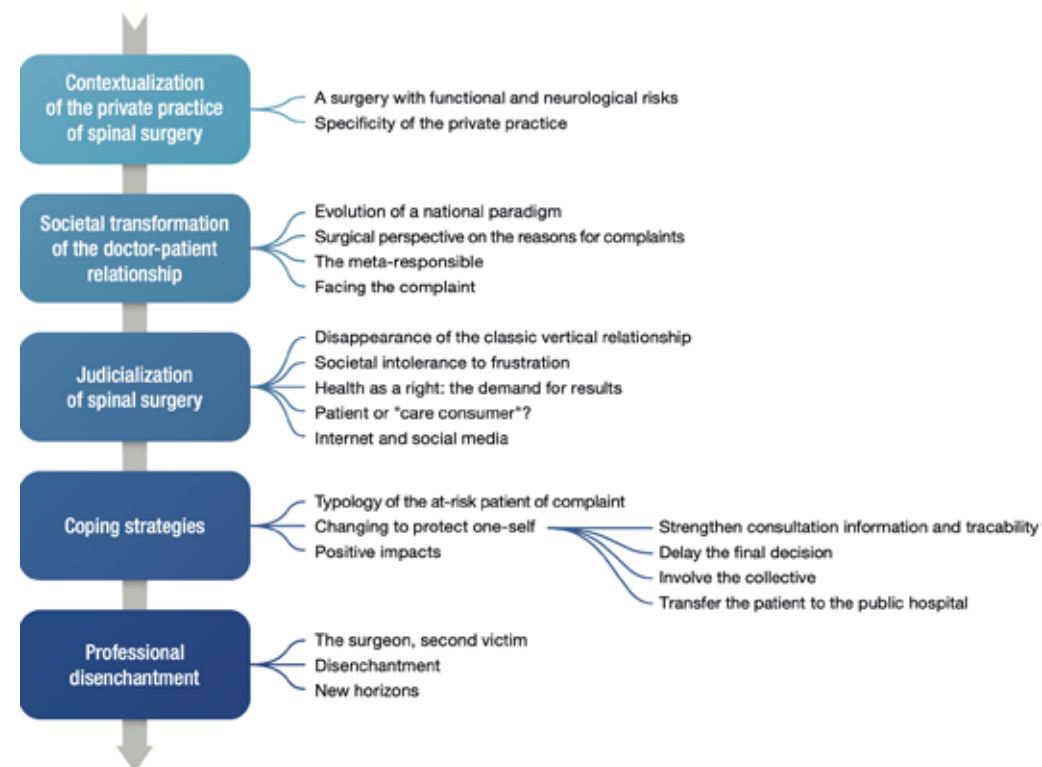 Contextualization
of the private practice
of spinal surgery
A surgery with functional and neurological risks
Specificity of the private practice
Societal transformation
of the doctor-patient
relationship
Evolution of a national paradigm
Surgical perspective on the reasons for complaints
The meta-responsible
Facing the complaint
Judicialization
of spinal surgery
Disappearance of the classic vertical relationship
Societal intolerance to frustration
Health as a right: the demand for results
Patient or "care consumer"?
Internet and social media
Coping strategies
Typology of the at-risk patient of complaint
Changing to protect one-self
Positive impacts
Strengthen consultation information and tracability
Delay the final decision
Involve the collective
Transfer the patient to the public hospital
Professional
disenchantment
The surgeon, second victim
Disenchantment
New horizons